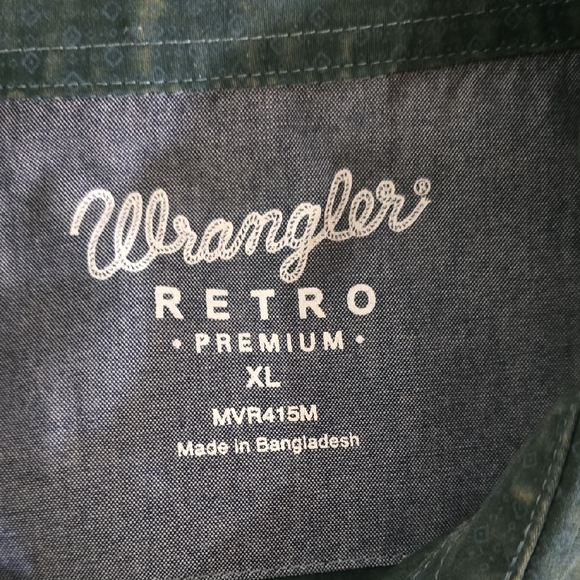 Wrangler®
RETRO
• PREMIUM •
XL
MVR415M
Made in Bangladesh